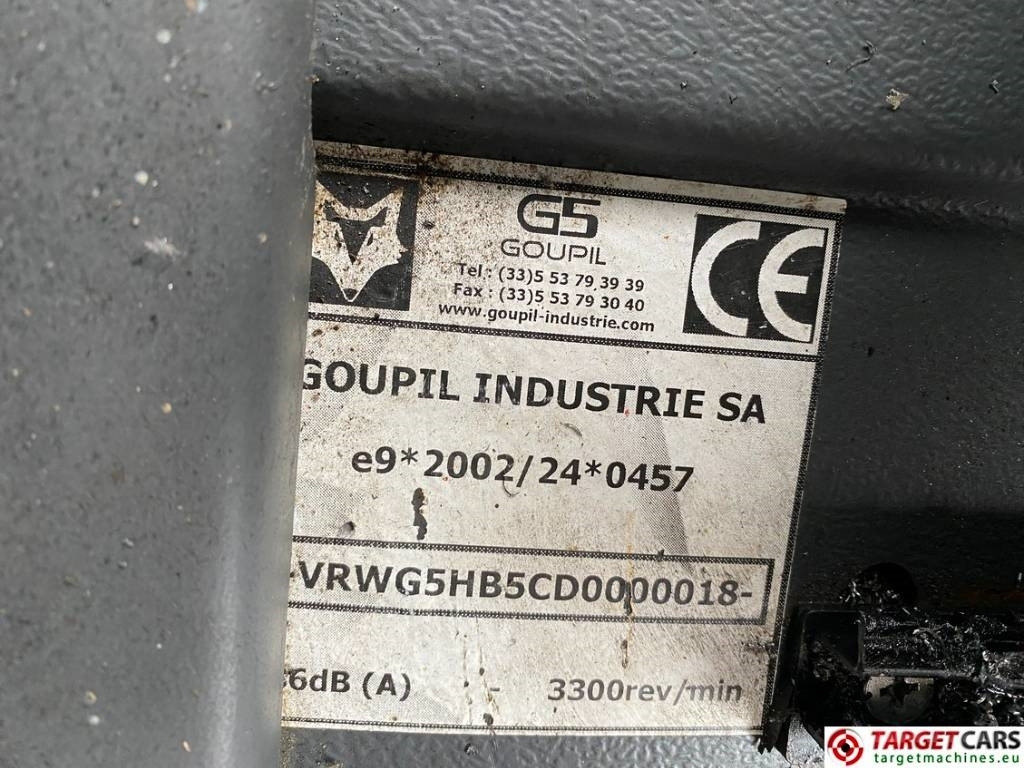 G5
GOUPIL
Tel : (33)5 53 79 39 39
Fax : (33)5 53 79 30 40
www.goupil-industrie.com
CE
GOUPIL INDUSTRIE SA
e9*2002/24*0457
VRWG5HB5CD0000018-
6dB (A) - 3300rev/min
TARGET CARS
targetmachines.eu